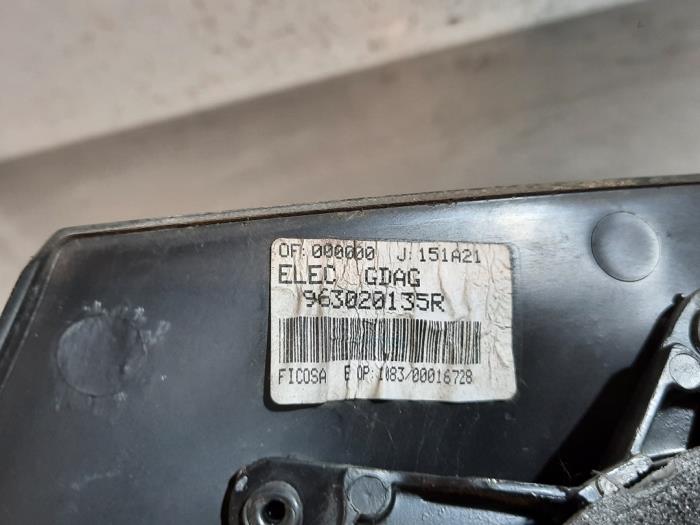 OF: 000000 J: 151A21
ELEC GDAG
963020135R
FICOSA E OP: 1083/00016728